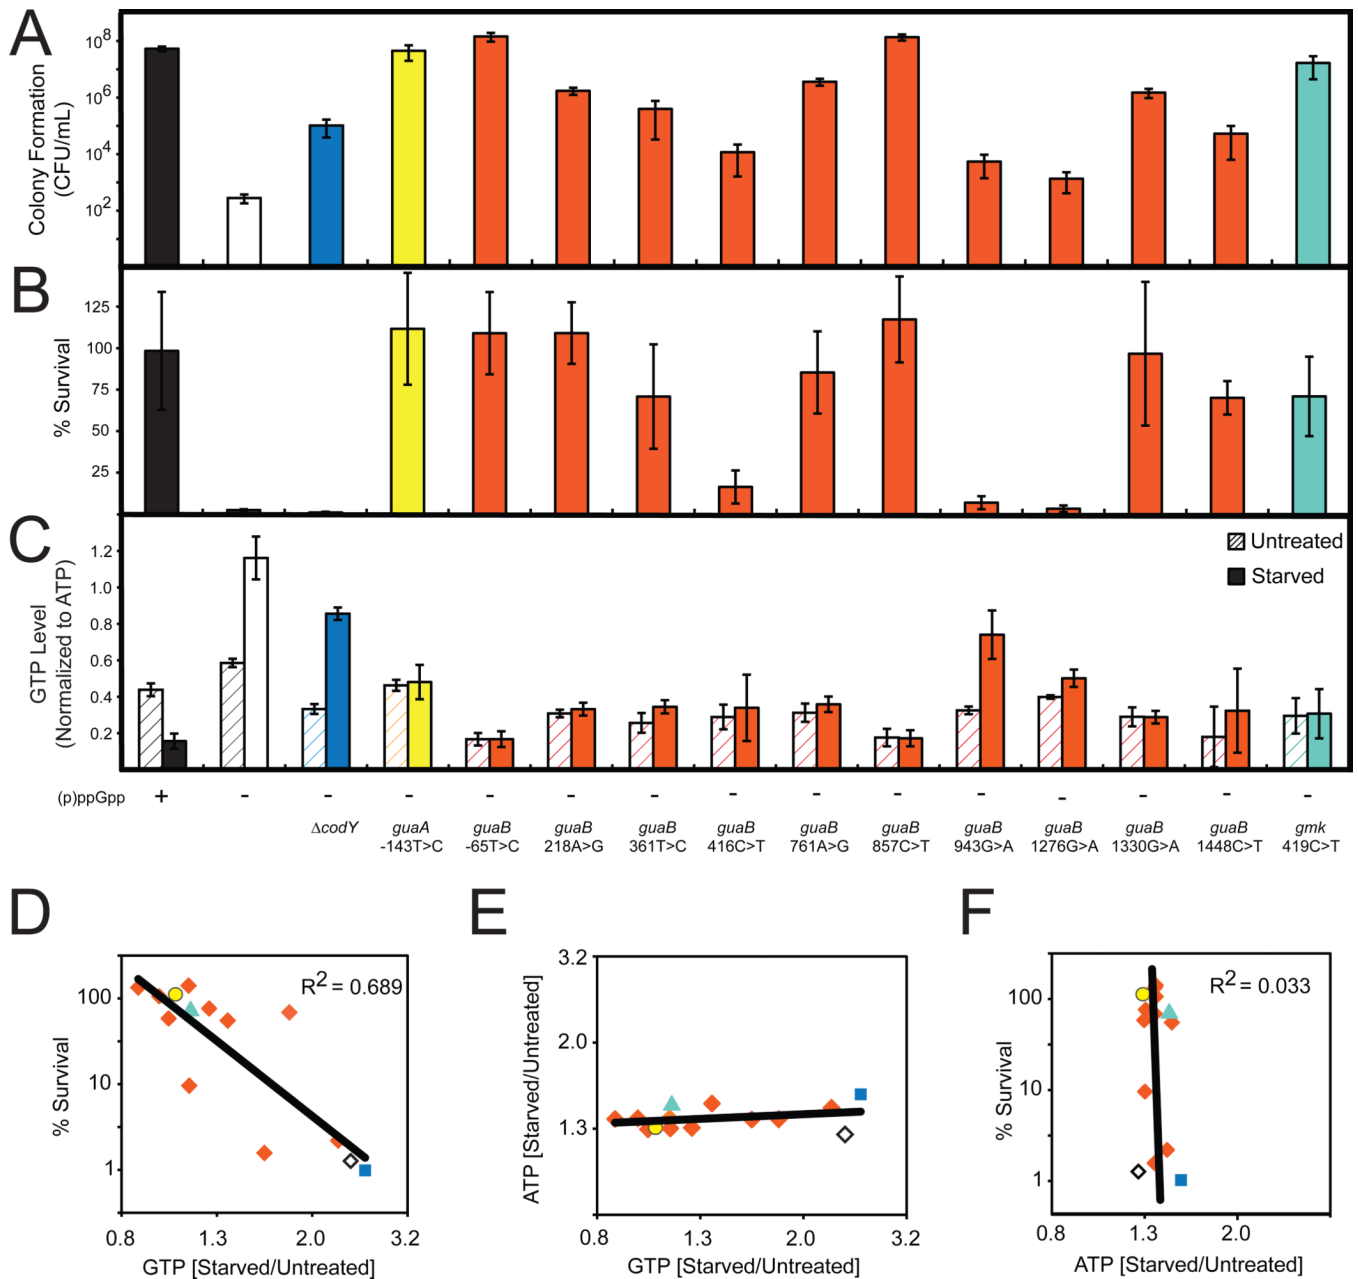 A
Colony Formation
(CFU/mL)
10^8
10^6
10^4
10^2
B
% Survival
125
100
75
50
25
C
GTP Level
(Normalized to ATP)
1.2
1.0
0.8
0.6
0.4
0.2
Untreated
Starved
(p)ppGpp + - - - - - - - - - - - - - -
ΔcodY guaA guaB guaB guaB guaB guaB guaB guaB guaB guaB guaB gmk
-143T>C -65T>C 218A>G 361T>C 416C>T 761A>G 857C>T 943G>A 1276G>A 1330G>A 1448C>T 419C>T
D
% Survival
100
10
1
R^2 = 0.689
0.8 1.3 2.0 3.2
GTP [Starved/Untreated]
E
ATP [Starved/Untreated]
3.2
2.0
1.3
0.8 1.3 2.0 3.2
GTP [Starved/Untreated]
F
% Survival
100
10
1
R^2 = 0.033
0.8 1.3 2.0
ATP [Starved/Untreated]